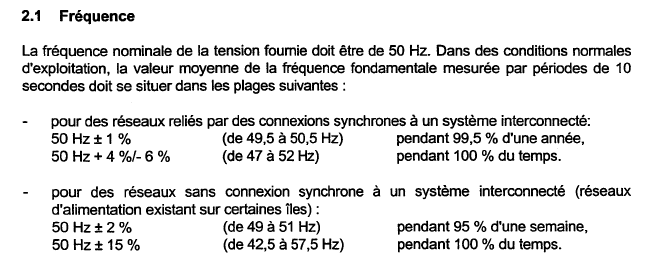 2.1 Fréquence
La fréquence nominale de la tension fournie doit être de 50 Hz. Dans des conditions normales
d'exploitation, la valeur moyenne de la fréquence fondamentale mesurée par périodes de 10
secondes doit se situer dans les plages suivantes :
- pour des réseaux reliés par des connexions synchrones à un système interconnecté:
50 Hz ± 1 % (de 49,5 à 50,5 Hz) pendant 99,5 % d'une année,
50 Hz + 4 %/- 6 % (de 47 à 52 Hz) pendant 100 % du temps.
- pour des réseaux sans connexion synchrone à un système interconnecté (réseaux
d'alimentation existant sur certaines îles) :
50 Hz ± 2 % (de 49 à 51 Hz) pendant 95 % d'une semaine,
50 Hz ± 15 % (de 42,5 à 57,5 Hz) pendant 100 % du temps.